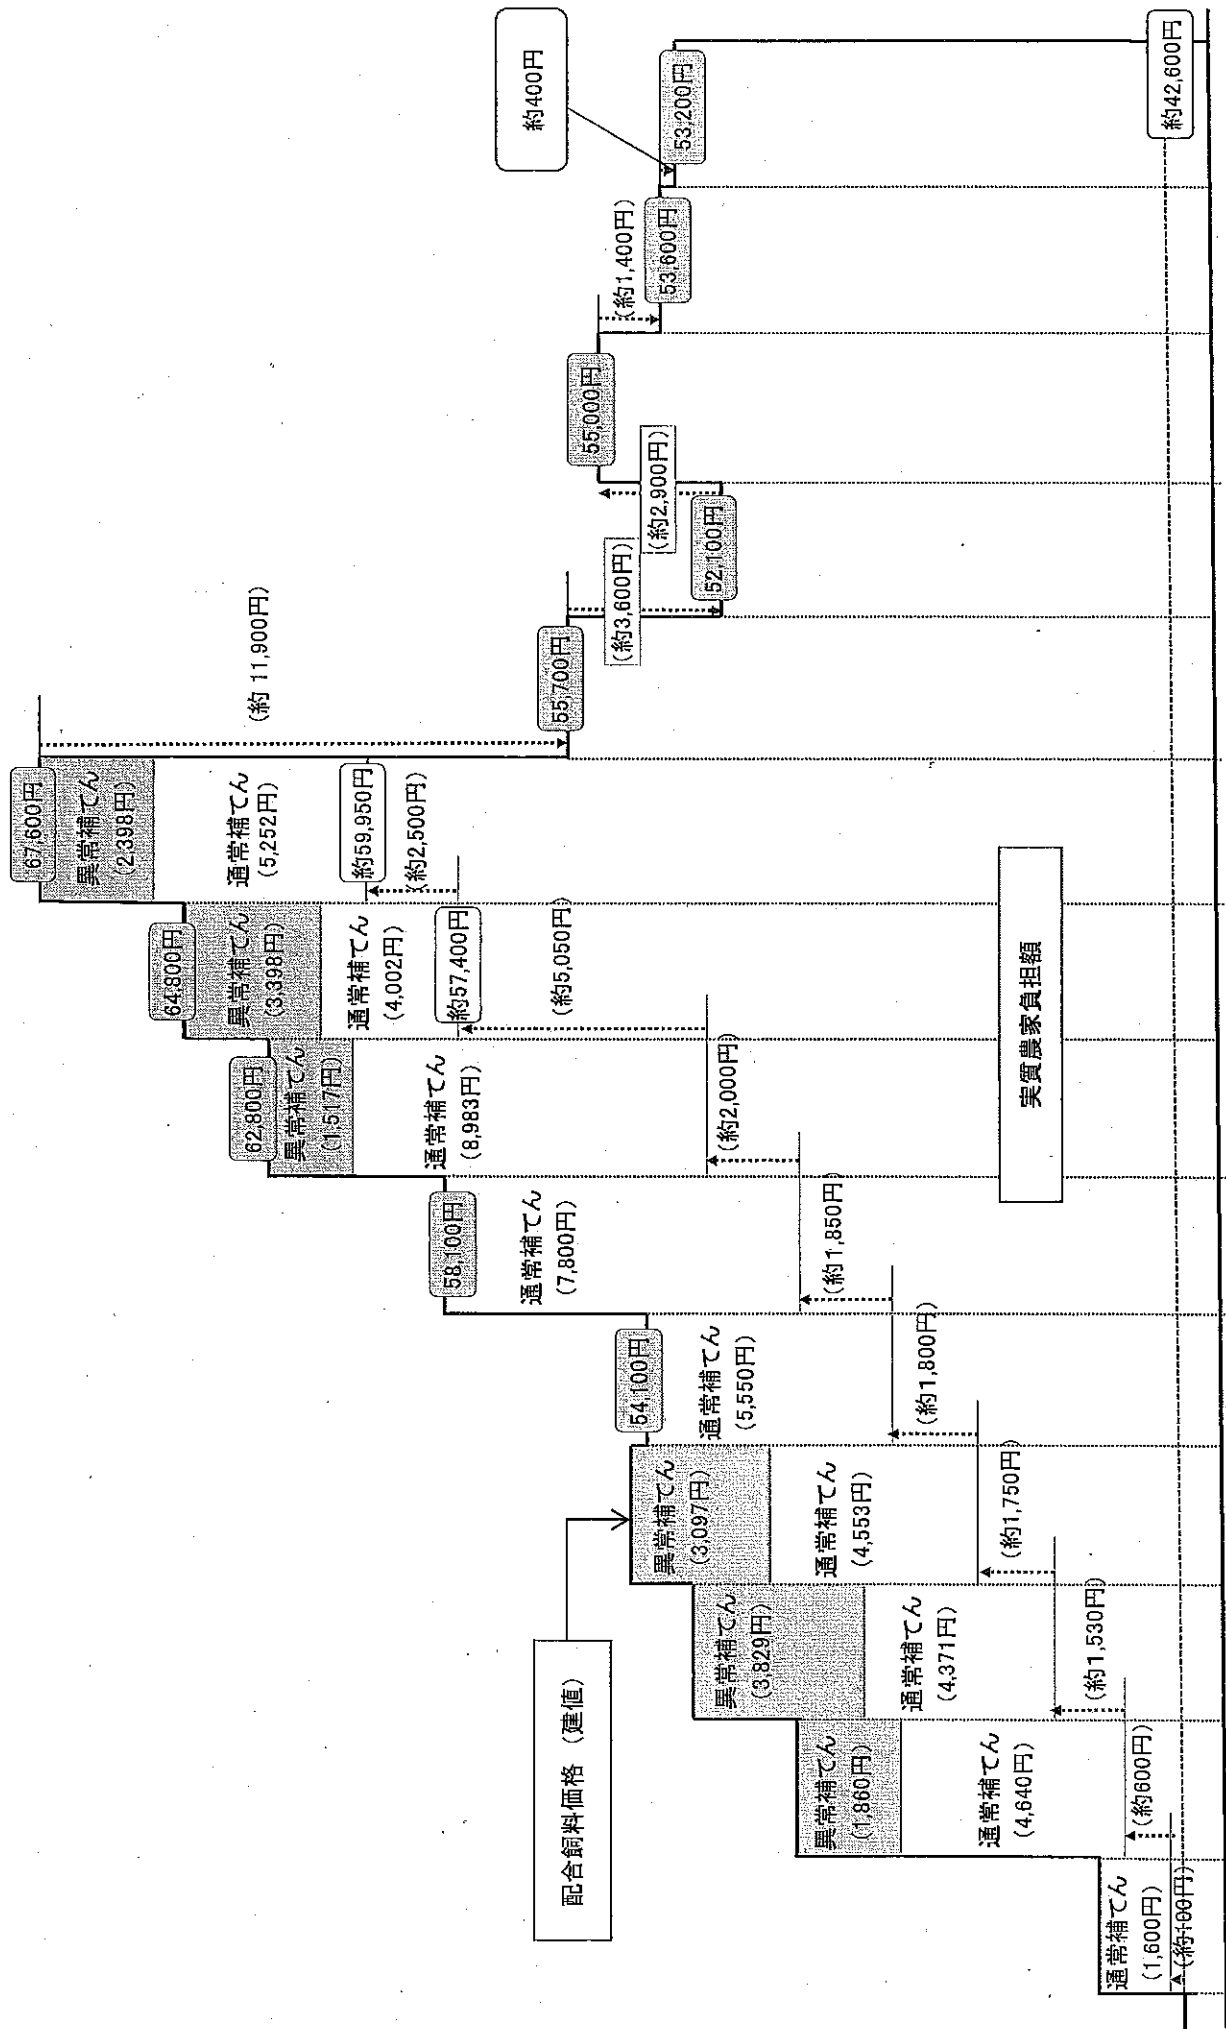 通常補てん
(1,600円)
(約100円)
異常補てん
(1,860円)
通常補てん
(4,640円)
(約600円)
異常補てん
(3,829円)
通常補てん
(4,371円)
(約1,530円)
配合飼料価格 (建値)
異常補てん
(3,097円)
通常補てん
(4,553円)
(約1,750円)
54,100円
通常補てん
(5,550円)
(約1,800円)
58,100円
通常補てん
(7,800円)
(約1,850円)
62,800円
異常補てん
(1,517円)
通常補てん
(8,983円)
(約2,000円)
64,800円
異常補てん
(3,398円)
通常補てん
(4,002円)
約57,400円
(約5,050円)
67,600円
異常補てん
(2,398円)
通常補てん
(5,252円)
約59,950円
(約2,500円)
実質農家負担額
(約 11,900円)
55,700円
(約3,600円)
52,100円
(約2,900円)
55,000円
(約1,400円)
53,600円
約400円
53,200円
約42,600円